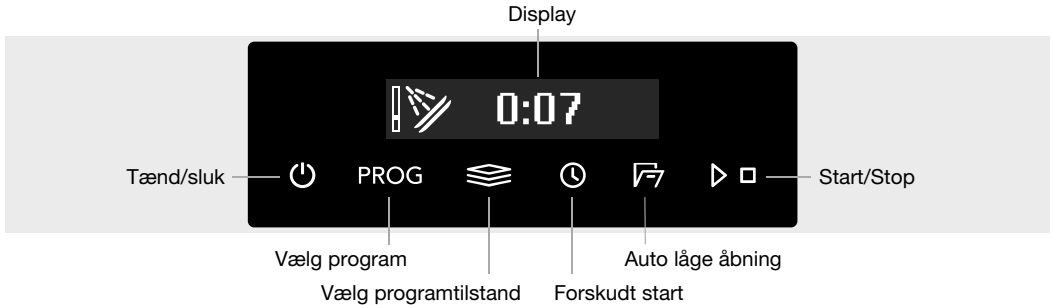 Display
0:07
Tænd/sluk
PROG
Start/Stop
Vælg program
Auto låge åbning
Vælg programtilstand
Forskudt start